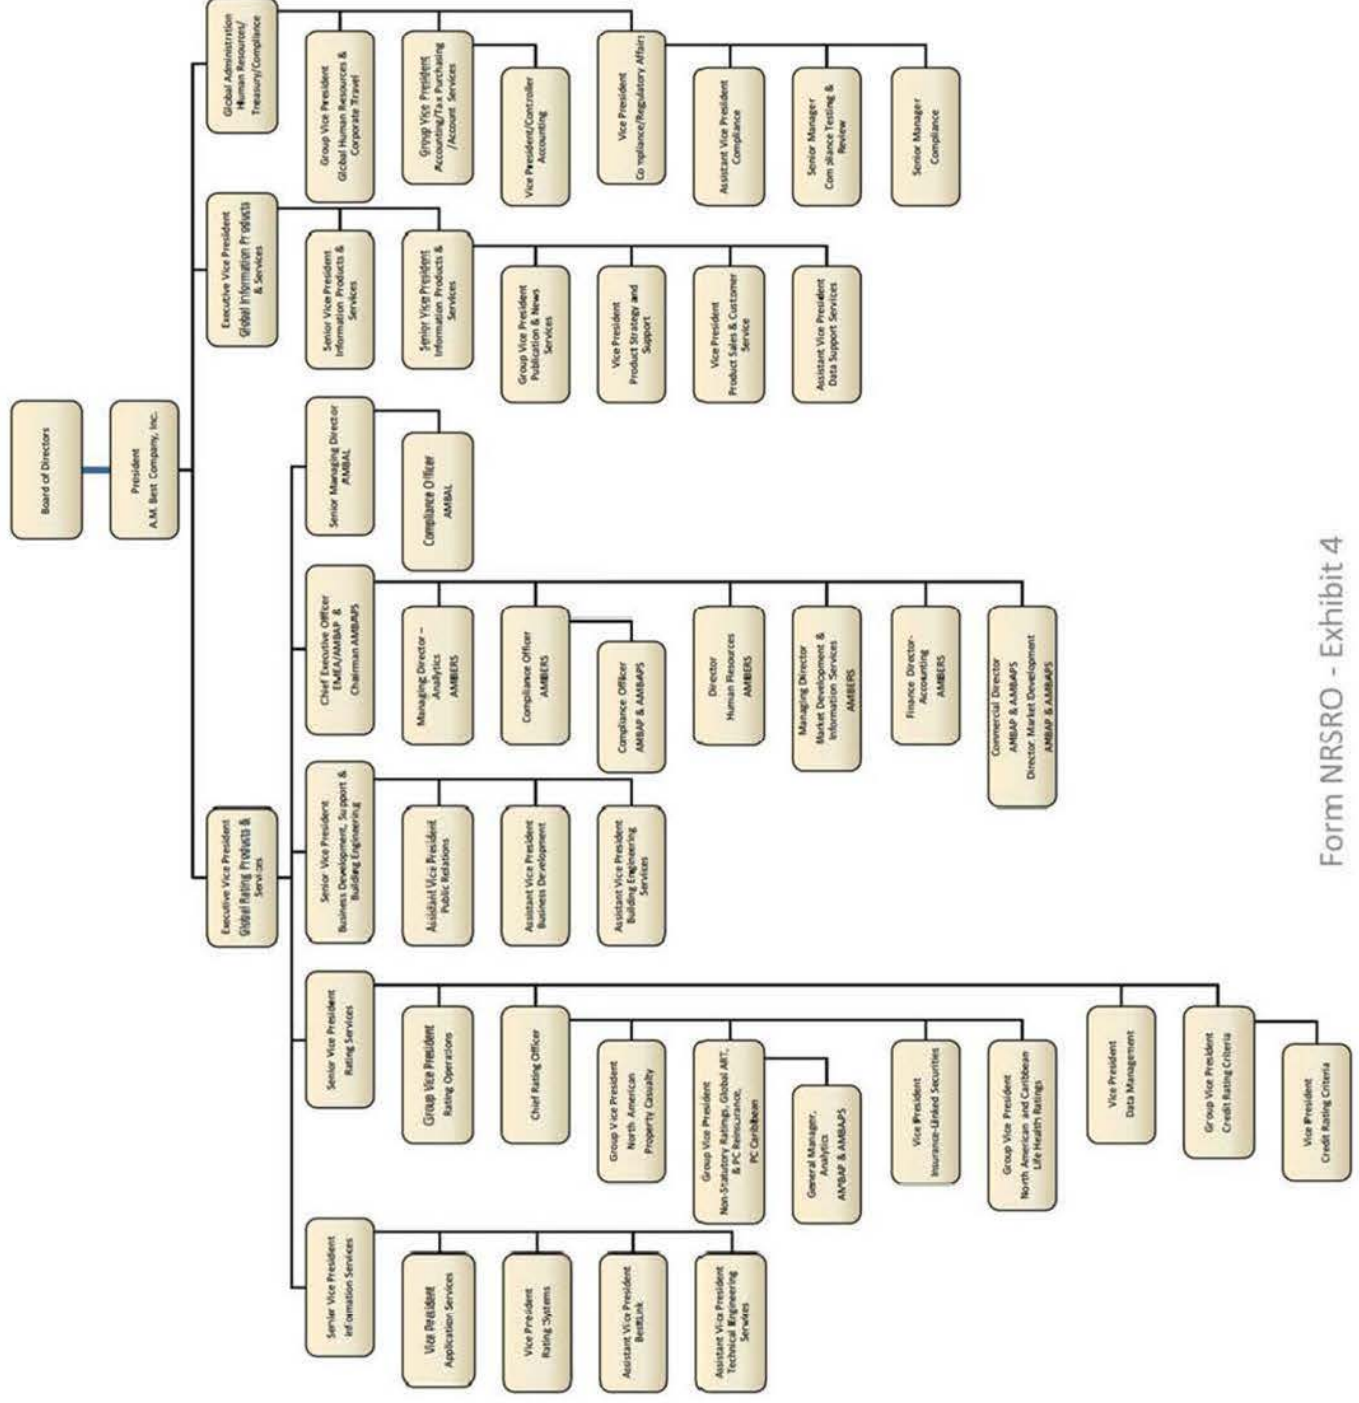 Board of Directors
President
A.M. Best Company, Inc.
Executive Vice President
Global Rating Products &
Services
Executive Vice President
Global Information Products
& Services
Global Administration
Human Resources/
Treasury/Compliance
Senior Vice President
Information Services
Vice President
Application Services
Vice President
Rating Systems
Assistant Vice President
BestLink
Assistant Vice President
Technical Engineering
Services
Senior Vice President
Rating Services
Group Vice President
Rating Operations
Chief Rating Officer
Group Vice President
North American
Property Casualty
Group Vice President
Non-Statutory Ratings, Global ART,
& PC Reinsurance,
PC Caribbean
General Manager,
Analytics
AMBAP & AMBAPS
Vice President
Insurance-Linked Securities
Group Vice President
North American and Caribbean
Life Health Ratings
Vice President
Data Management
Group Vice President
Credit Rating Criteria
Vice President
Credit Rating Criteria
Senior Vice President
Business Development, Support &
Building Engineering
Assistant Vice President
Public Relations
Assistant Vice President
Business Development
Assistant Vice President
Building Engineering
Services
Chief Executive Officer
EMEA/AMBAP &
Chairman AMBAPS
Managing Director –
Analytics
AMBERS
Compliance Officer
AMBERS
Compliance Officer
AMBAP & AMBAPS
Director
Human Resources
AMBERS
Managing Director
Market Development &
Information Services
AMBERS
Finance Director-
Accounting
AMBERS
Commercial Director
AMBAP & AMBAPS
Director, Market Development
AMBAP & AMBAPS
Senior Managing Director
AMBAL
Compliance Officer
AMBAL
Senior Vice President
Information Products &
Services
Senior Vice President
Information Products &
Services
Group Vice President
Publication & News
Services
Vice President
Product Strategy and
Support
Vice President
Product Sales & Customer
Service
Assistant Vice President
Data Support Services
Group Vice President
Global Human Resources &
Corporate Travel
Group Vice President
Accounting/Tax Purchasing
/Account Services
Vice President/Controller
Accounting
Vice President
Compliance/Regulatory Affairs
Assistant Vice President
Compliance
Senior Manager
Compliance Testing &
Review
Senior Manager
Compliance
Form NRSRO - Exhibit 4